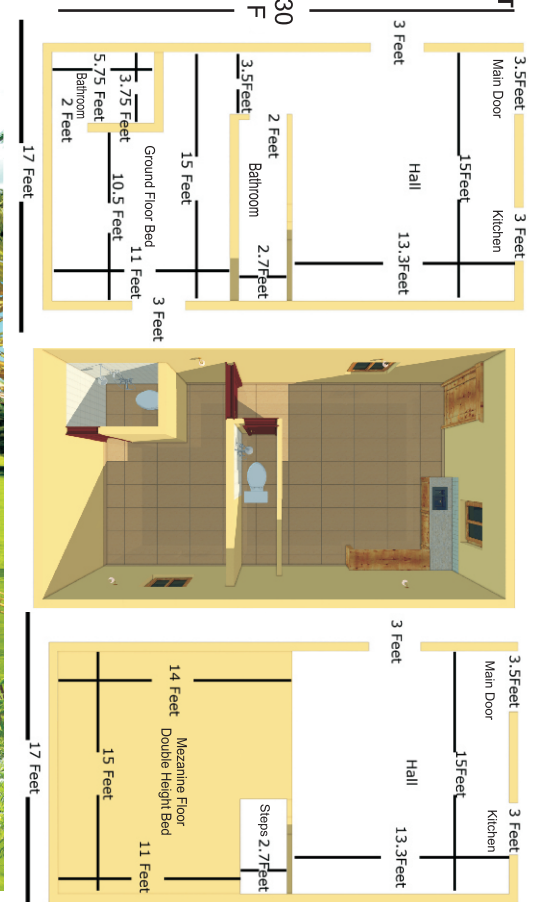 T
30
F
3 Feet
3.5Feet
Main Door
15Feet
Hall
Kitchen
3 Feet
13.3Feet
3.5Feet
2 Feet
Bathroom
2.7Feet
15 Feet
Ground Floor Bed
5.75 Feet
3.75 Feet
Bathroom
2 Feet
10.5 Feet
11 Feet
3 Feet
17 Feet
3 Feet
3.5Feet
Main Door
15Feet
Hall
Kitchen
3 Feet
13.3Feet
14 Feet
Mezanine Floor
Double Height Bed
15 Feet
Steps
2.7Feet
11 Feet
17 Feet